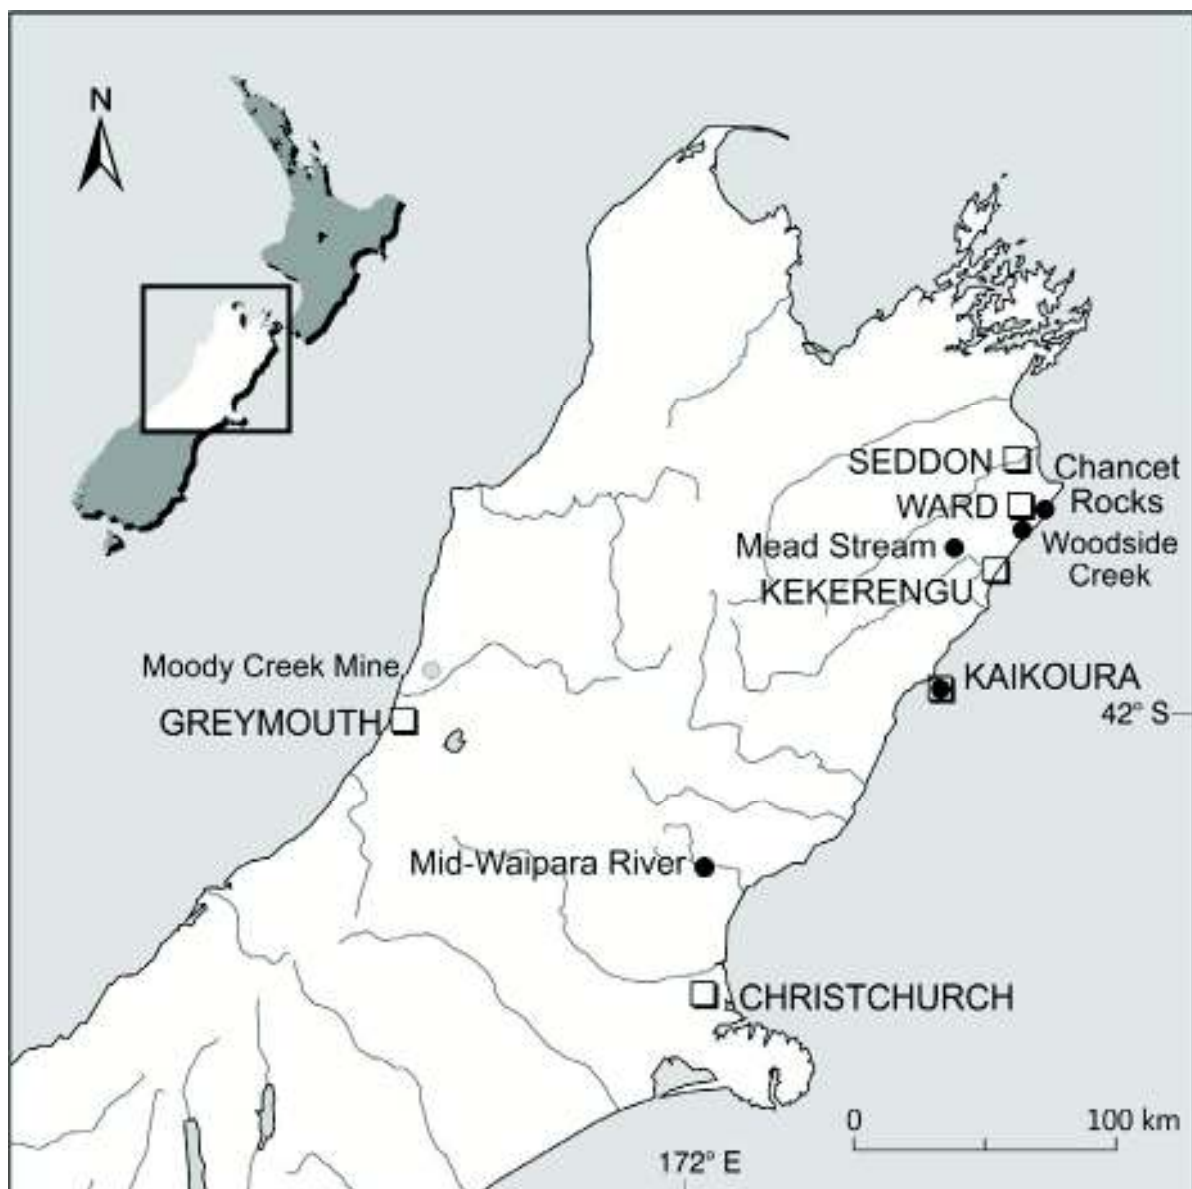 N
SEDDON
Chancet
Rocks
WARD
Mead Stream
Woodside
Creek
KEKERENGU
Moody Creek Mine
KAIKOURA
42° S
GREYMOUTH
Mid-Waipara River
CHRISTCHURCH
0
100 km
172° E